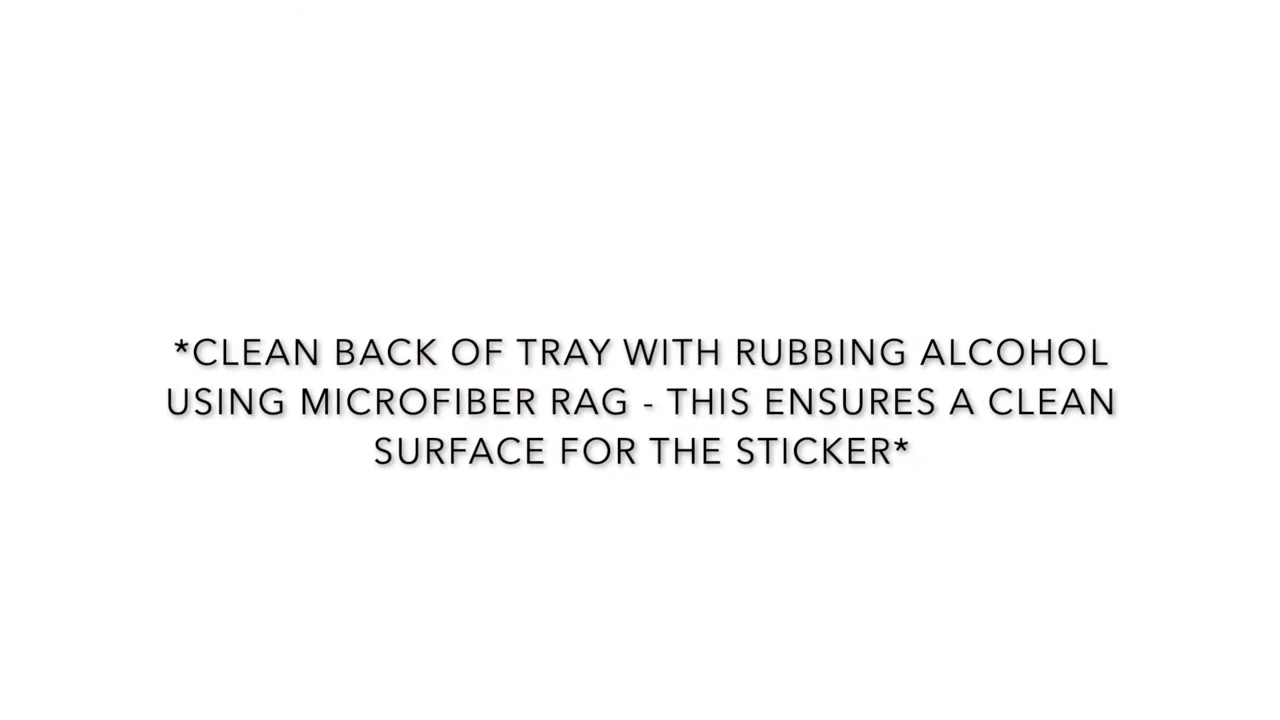 *CLEAN BACK OF TRAY WITH RUBBING ALCOHOL
USING MICROFIBER RAG - THIS ENSURES A CLEAN
SURFACE FOR THE STICKER*